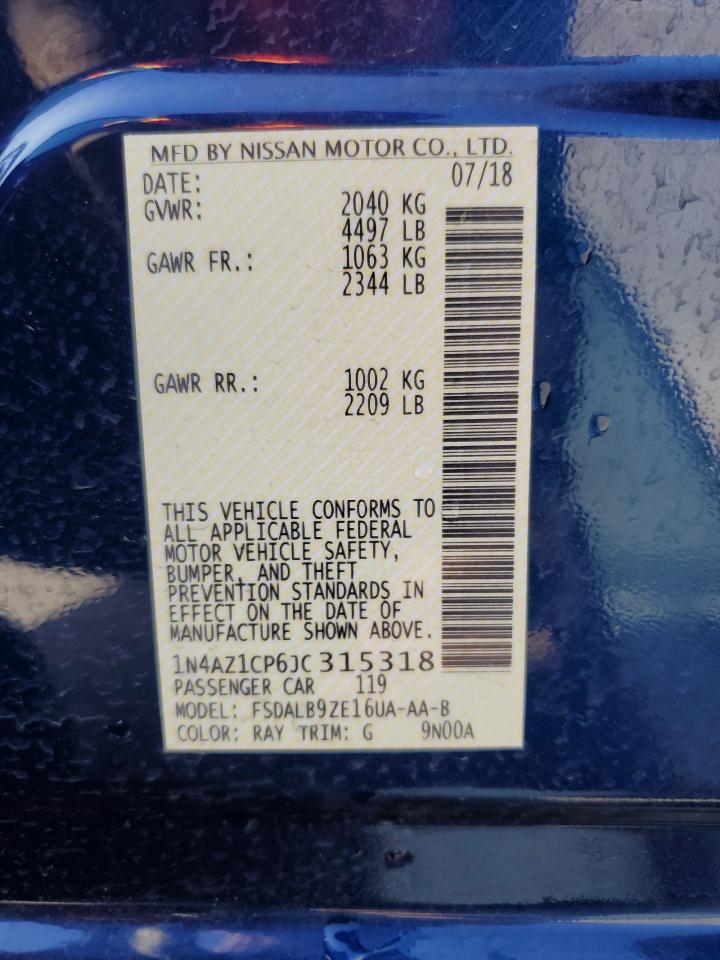 MFD BY NISSAN MOTOR CO., LTD.
DATE: 07/18
GVWR: 2040 KG
4497 LB
GAWR FR.: 1063 KG
2344 LB
GAWR RR.: 1002 KG
2209 LB
THIS VEHICLE CONFORMS TO
ALL APPLICABLE FEDERAL
MOTOR VEHICLE SAFETY,
BUMPER, AND THEFT
PREVENTION STANDARDS IN
EFFECT ON THE DATE OF
MANUFACTURE SHOWN ABOVE.
1N4AZ1CP6JC315318
PASSENGER CAR 119
MODEL: FSDALB9ZE16UA-AA-B
COLOR: RAY TRIM: G 9N00A